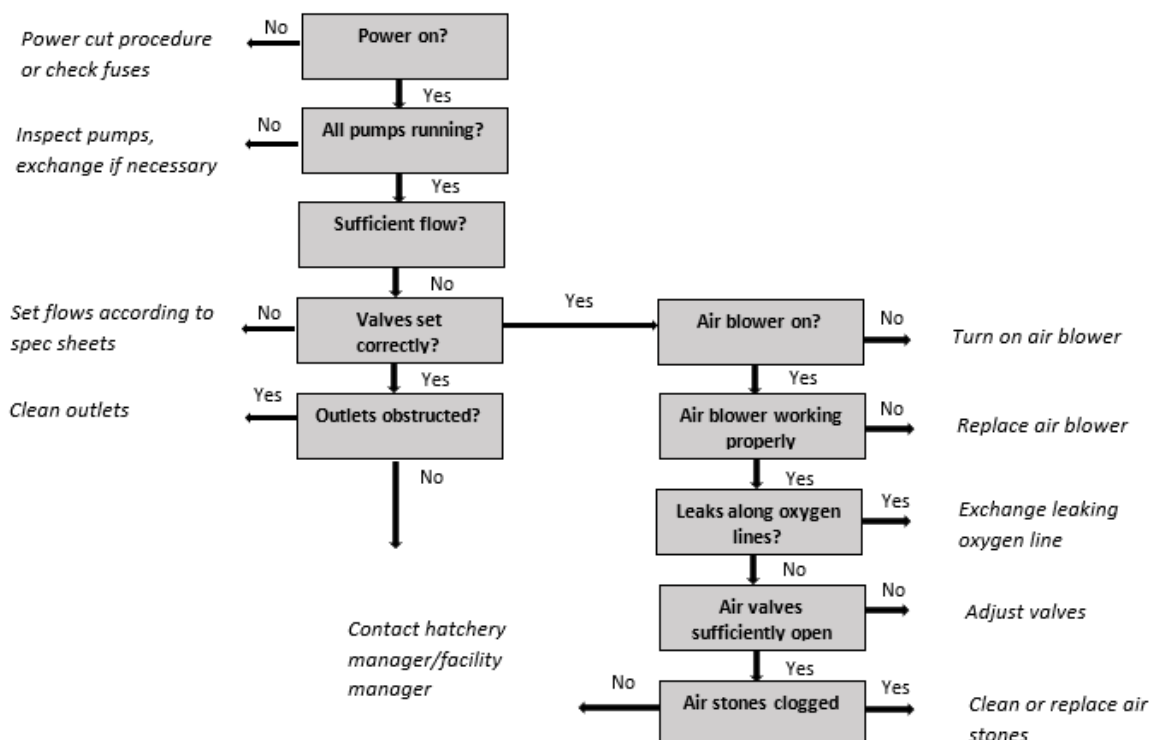 No
Power on?
Power cut procedure
or check fuses
Yes
No
All pumps running?
Inspect pumps,
exchange if necessary
Yes
Sufficient flow?
No
Set flows according to
spec sheets
No
Valves set
correctly?
Yes
Yes
Clean outlets
Yes
Outlets obstructed?
No
Air blower on?
No
Turn on air blower
Yes
Air blower working
properly
No
Replace air blower
Yes
Leaks along oxygen
lines?
Yes
Exchange leaking
oxygen line
No
Air valves
sufficiently open
No
Adjust valves
Yes
Contact hatchery
manager/facility
manager
No
Air stones clogged
Yes
Clean or replace air
stones